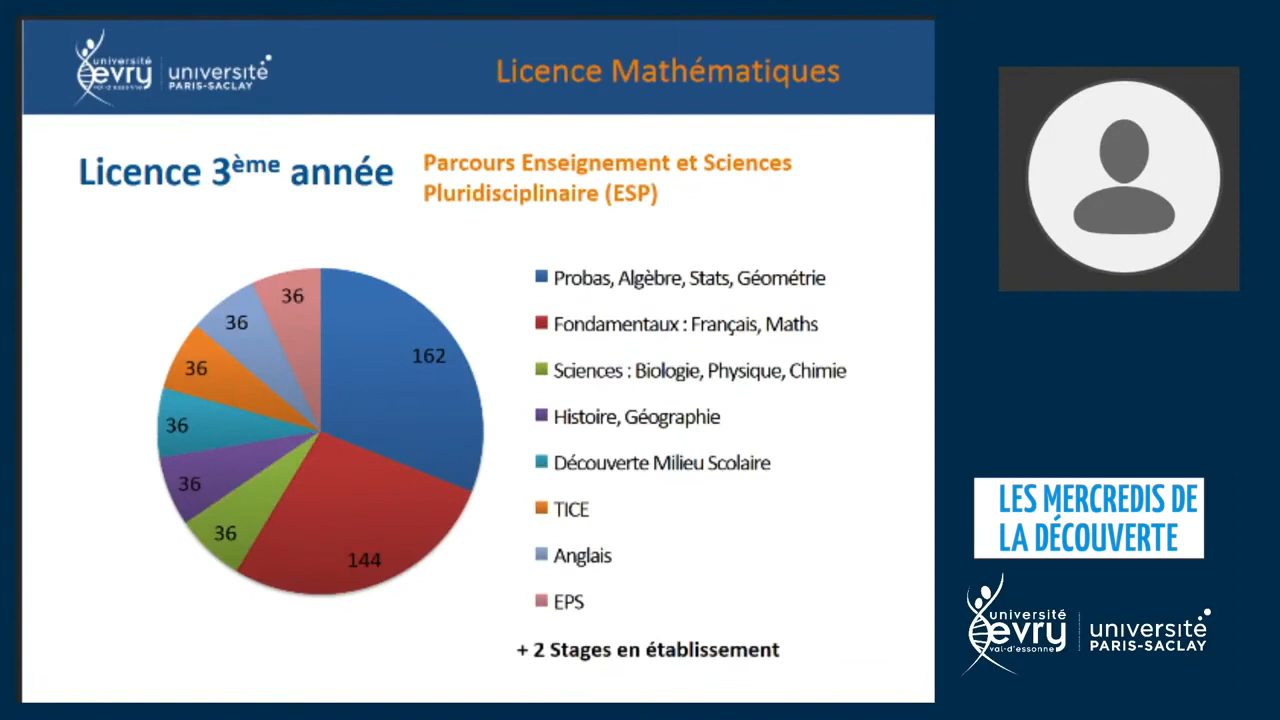 université
evry
val-d'essonne
université
PARIS-SACLAY
Licence Mathématiques
Licence 3ème année
Parcours Enseignement et Sciences
Pluridisciplinaire (ESP)
36
36
36
36
36
36
144
162
Probas, Algèbre, Stats, Géométrie
Fondamentaux : Français, Maths
Sciences : Biologie, Physique, Chimie
Histoire, Géographie
Découverte Milieu Scolaire
TICE
Anglais
EPS
+ 2 Stages en établissement
LES MERCREDIS DE
LA DÉCOUVERTE
université
evry
val-d'essonne
université
PARIS-SACLAY